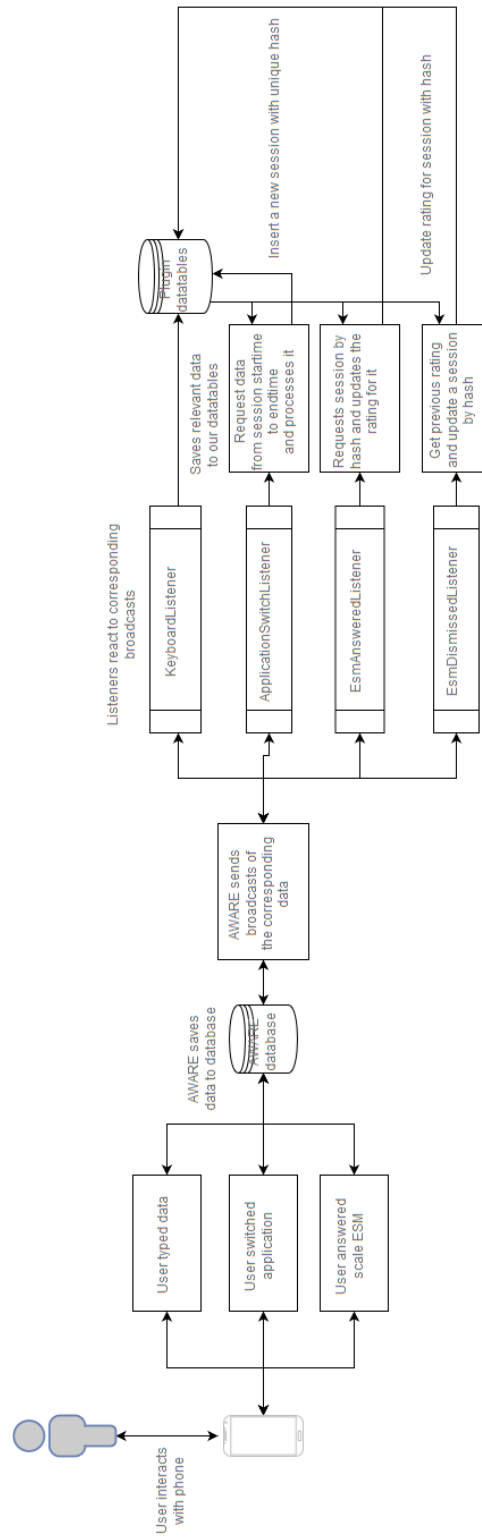 User interacts
with phone
User typed data
User switched
application
User answered
scale ESM
AWARE saves
data to database
AWARE
database
AWARE sends
broadcasts of
the corresponding
data
Listeners react to corresponding
broadcasts
KeyboardListener
ApplicationSwitchListener
EsmAnsweredListener
EsmDismissedListener
Saves relevant data
to our datatables
Plugin
datatables
Request data
from session startime
to endtime
and processes it
Requests session by
hash and updates the
rating for it
Get previous rating
and update a session
by hash
Insert a new session with unique hash
Update rating for session with hash